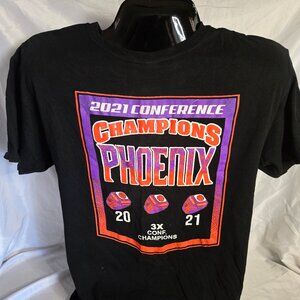 2021 CONFERENCE
CHAMPIONS
PHOENIX
20 21
3X
CONF.
CHAMPIONS